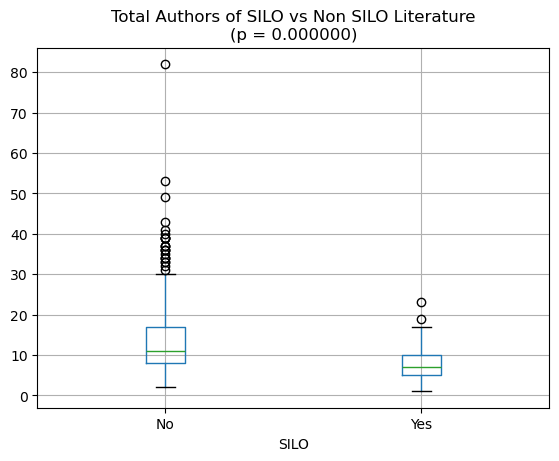 Total Authors of SILO vs Non SILO Literature
(p = 0.000000)
80
70
60
50
40
30
20
10
0
No
Yes
SILO